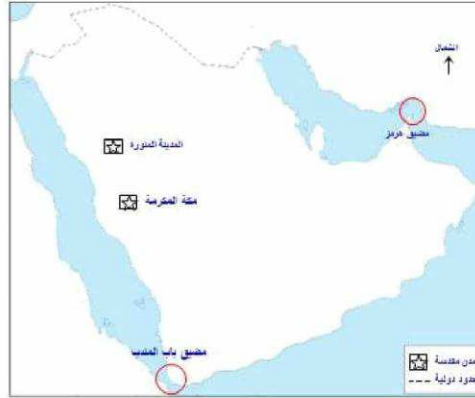 الشمال
مضيق هرمز
المدينة المنورة
مكة المكرمة
مضيق باب المندب
مدن مقدسة
حدود دولية